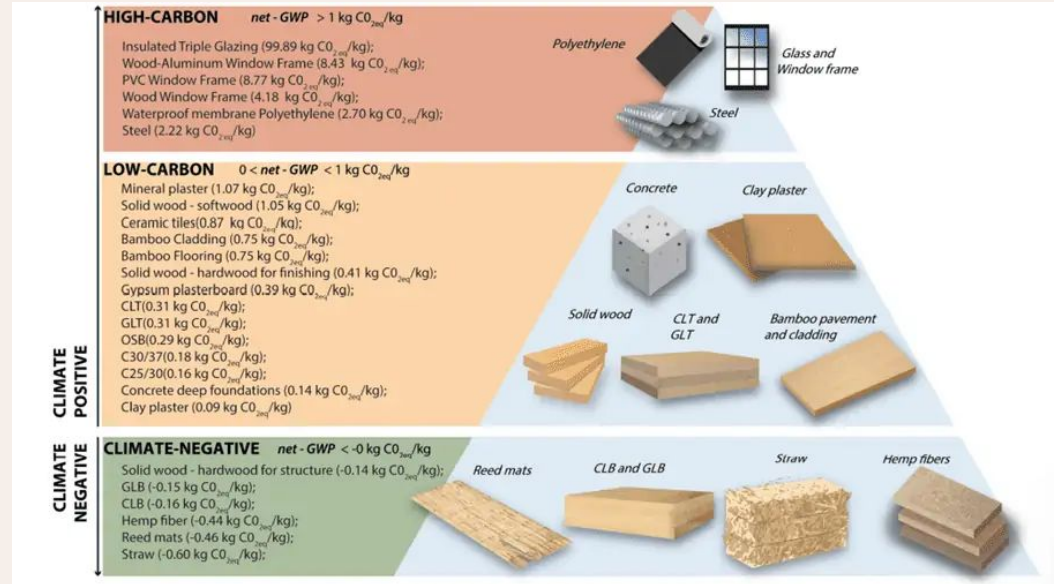 HIGH-CARBON net - GWP > 1 kg CO2eq/kg
Insulated Triple Glazing (99.89 kg C02eq/kg);
Wood-Aluminum Window Frame (8.43 kg C02eq/kg);
PVC Window Frame (8.77 kg C02eq/kg);
Wood Window Frame (4.18 kg C02eq/kg);
Waterproof membrane Polyethylene (2.70 kg C02eq/kg);
Steel (2.22 kg C02eq/kg)
Polyethylene
Glass and
Window frame
Steel
LOW-CARBON 0 < net - GWP < 1 kg CO2eq/kg
Mineral plaster (1.07 kg C02eq/kg);
Solid wood - softwood (1.05 kg C02eq/kg);
Ceramic tiles(0.87 kg C02eq/kg);
Bamboo Cladding (0.75 kg C02eq/kg);
Bamboo Flooring (0.75 kg C02eq/kg);
Solid wood - hardwood for finishing (0.41 kg C02eq/kg);
Gypsum plasterboard (0.39 kg C02eq/kg);
CLT(0.31 kg C02eq/kg);
GLT(0.31 kg C02eq/kg);
OSB(0.29 kg C02eq/kg);
C30/37(0.18 kg C02eq/kg);
C25/30(0.16 kg C02eq/kg);
Concrete deep foundations (0.14 kg C02eq/kg);
Clay plaster (0.09 kg C02eq/kg)
Concrete
Clay plaster
Solid wood
CLT and
GLT
Bamboo pavement
and cladding
CLIMATE
POSITIVE
CLIMATE-NEGATIVE net - GWP < -0 kg CO2eq/kg
Solid wood - hardwood for structure (-0.14 kg C02eq/kg);
GLB (-0.15 kg C02eq/kg);
CLB (-0.16 kg C02eq/kg);
Hemp fiber (-0.44 kg C02eq/kg);
Reed mats (-0.46 kg C02eq/kg);
Straw (-0.60 kg C02eq/kg);
Reed mats
CLB and GLB
Straw
Hemp fibers
CLIMATE
NEGATIVE